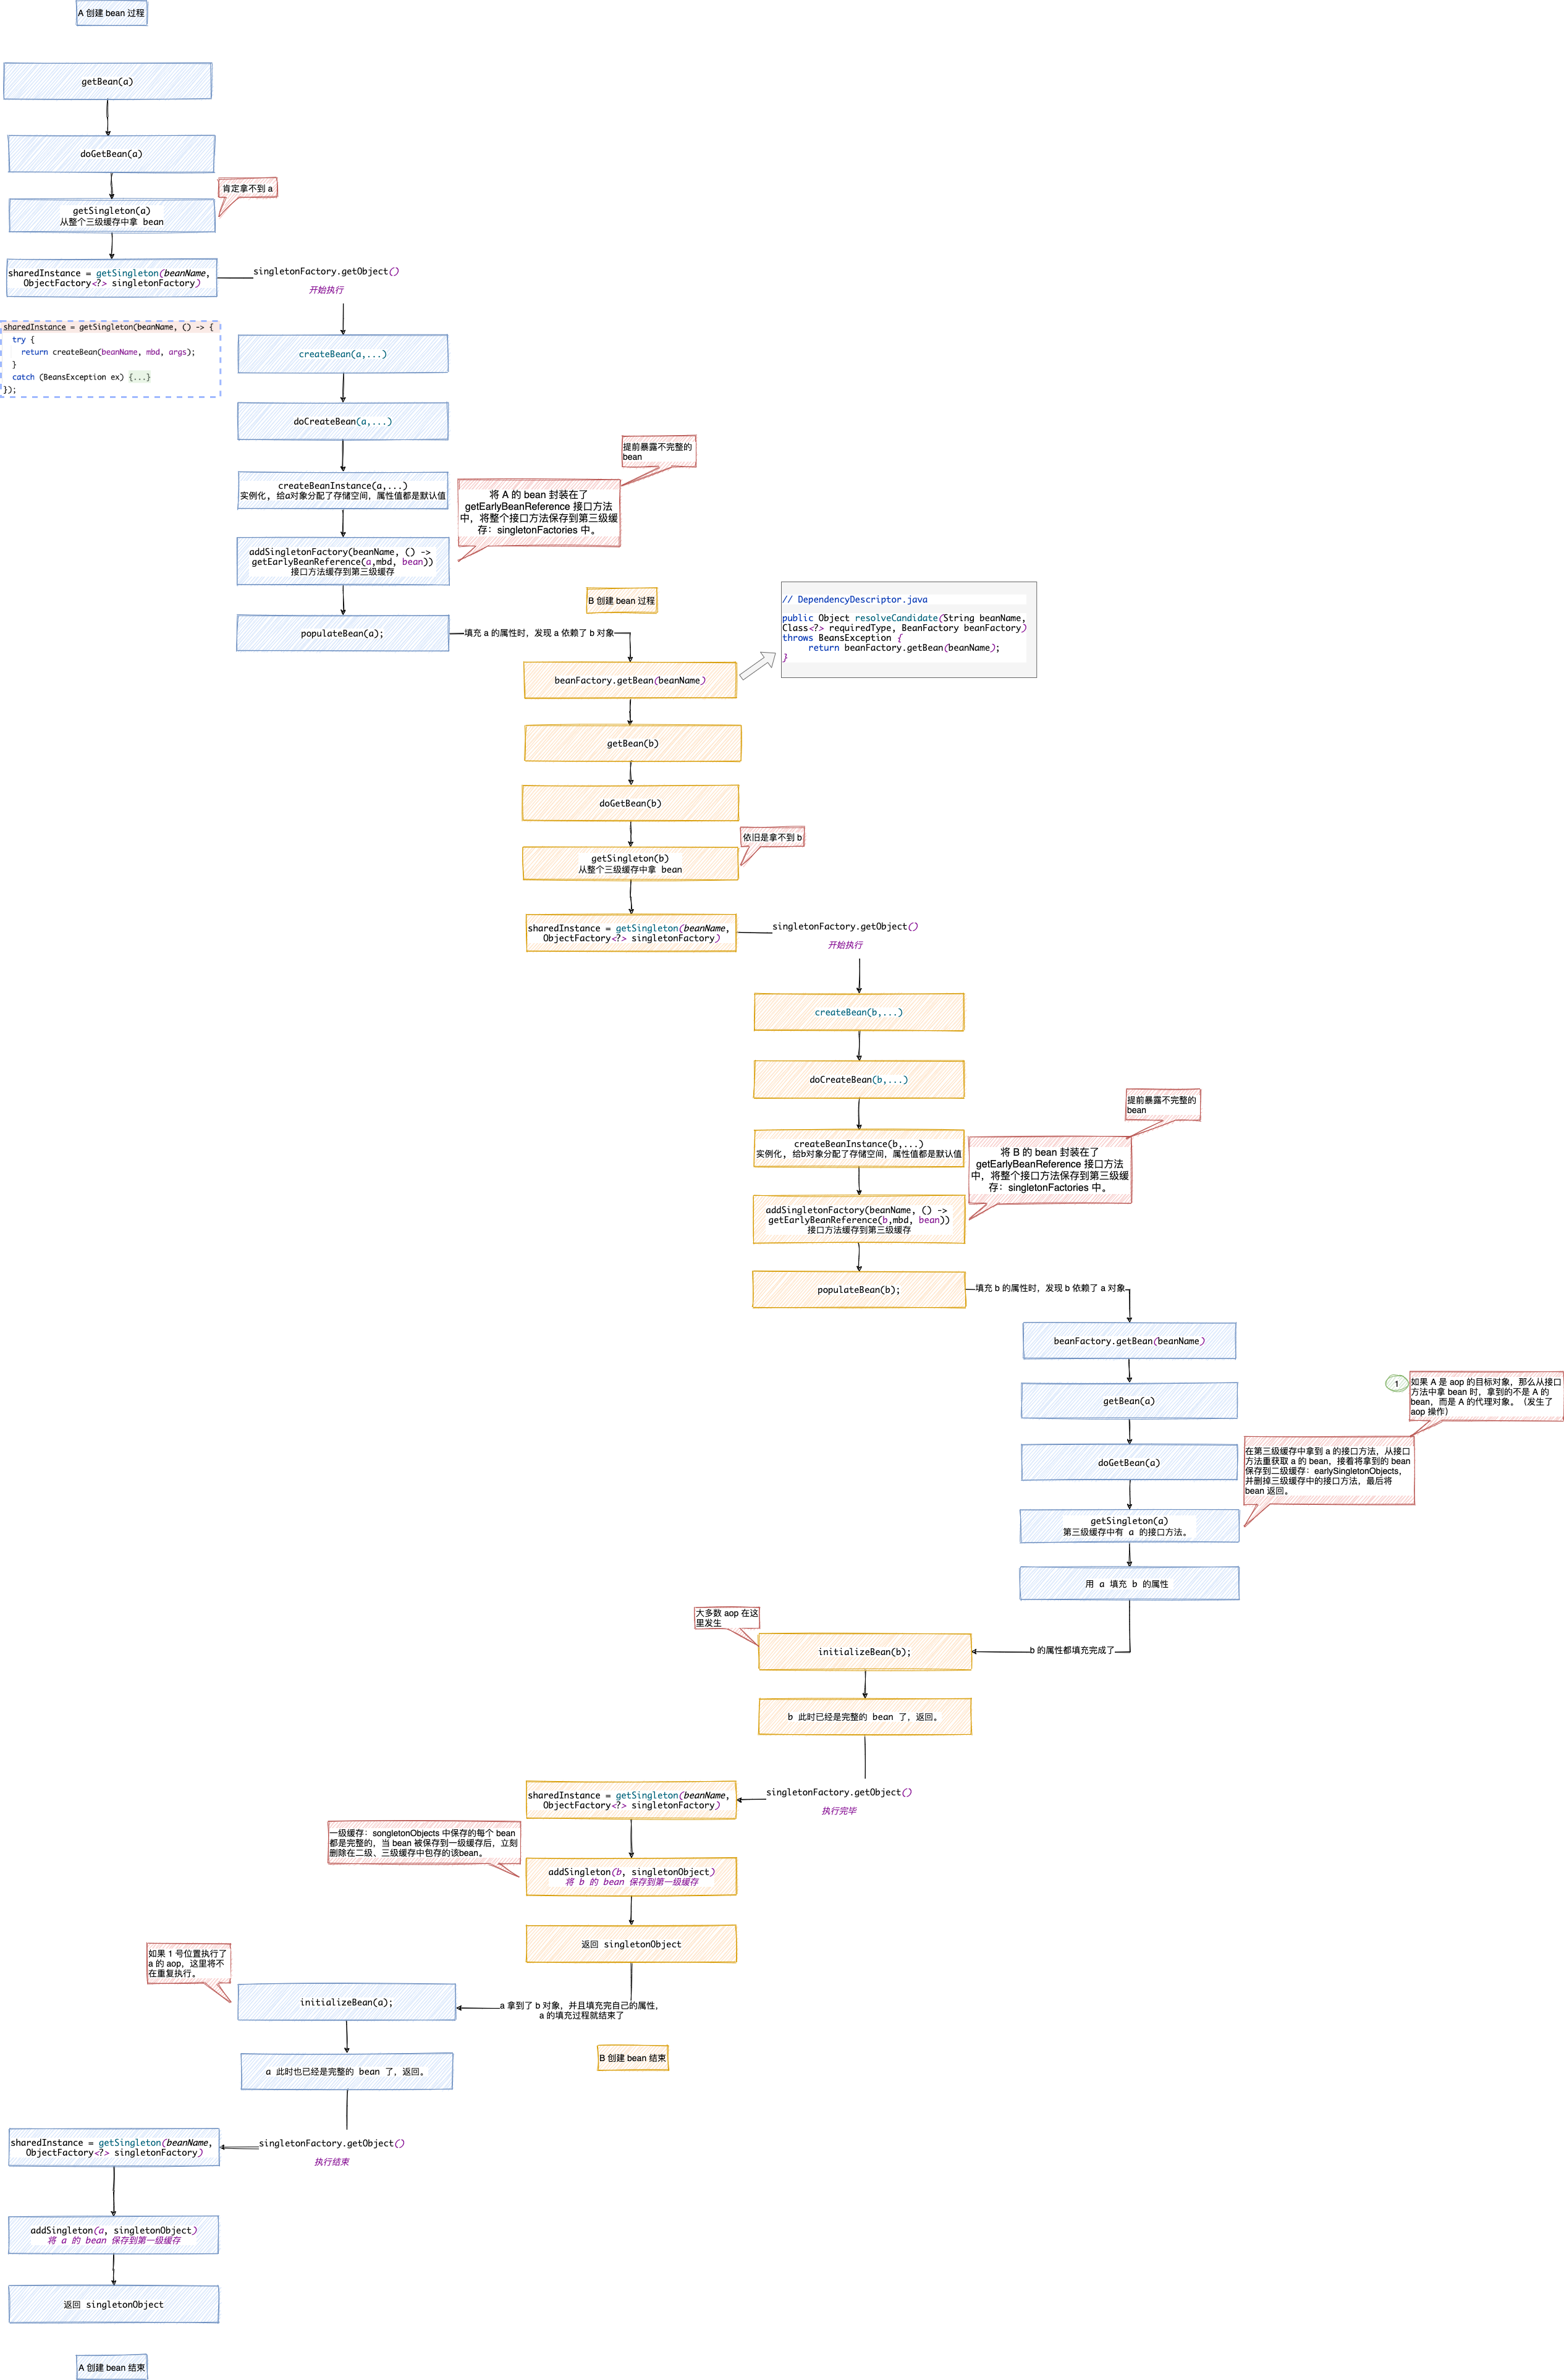 A 创建 bean 过程
getBean(a)
doGetBean(a)
肯定拿不到 a
getSingleton(a)
从整个三级缓存中拿 bean
sharedInstance = getSingleton(beanName,
ObjectFactory<?> singletonFactory)
singletonFactory.getObject()
开始执行
sharedInstance = getSingleton(beanName, () -> {
try {
return createBean(beanName, mbd, args);
}
catch (BeansException ex) {...}
});
createBean(a,...)
doCreateBean(a,...)
提前暴露不完整的
bean
createBeanInstance(a,...)
实例化, 给a对象分配了存储空间, 属性值都是默认值
将 A 的 bean 封装在了
getEarlyBeanReference 接口方法
中，将整个接口方法保存到第三级缓
存：singletonFactories 中。
addSingletonFactory(beanName, () ->
getEarlyBeanReference(a,mbd, bean))
接口方法缓存到第三级缓存
populateBean(a);
填充 a 的属性时，发现 a 依赖了 b 对象
B 创建 bean 过程
// DependencyDescriptor.java
public Object resolveCandidate(String beanName,
Class<?> requiredType, BeanFactory beanFactory)
throws BeansException {
return beanFactory.getBean(beanName);
}
beanFactory.getBean(beanName)
getBean(b)
doGetBean(b)
依旧是拿不到 b
getSingleton(b)
从整个三级缓存中拿 bean
sharedInstance = getSingleton(beanName,
ObjectFactory<?> singletonFactory)
singletonFactory.getObject()
开始执行
createBean(b,...)
doCreateBean(b,...)
提前暴露不完整的
bean
createBeanInstance(b,...)
实例化, 给b对象分配了存储空间, 属性值都是默认值
将 B 的 bean 封装在了
getEarlyBeanReference 接口方法
中，将整个接口方法保存到第三级缓
存：singletonFactories 中。
addSingletonFactory(beanName, () ->
getEarlyBeanReference(b,mbd, bean))
接口方法缓存到第三级缓存
populateBean(b);
填充 b 的属性时，发现 b 依赖了 a 对象
beanFactory.getBean(beanName)
getBean(a)
1
如果 A 是 aop 的目标对象，那么从接口
方法中拿 bean 时，拿到的不是 A 的
bean，而是 A 的代理对象。（发生了
aop 操作）
doGetBean(a)
在第三级缓存中拿到 a 的接口方法，从接口
方法重获取 a 的 bean，接着将拿到的 bean
保存到二级缓存：earlySingletonObjects，
并删掉三级缓存中的接口方法，最后将
bean 返回。
getSingleton(a)
第三级缓存中有 a 的接口方法。
用 a 填充 b 的属性
大多数 aop 在这
里发生
initializeBean(b);
b 的属性都填充完成了
b 此时已经是完整的 bean 了，返回。
sharedInstance = getSingleton(beanName,
ObjectFactory<?> singletonFactory)
singletonFactory.getObject()
执行完毕
一级缓存：songletonObjects 中保存的每个 bean
都是完整的，当 bean 被保存到一级缓存后，立刻
删除在二级、三级缓存中包存的该bean。
addSingleton(b, singletonObject)
将 b 的 bean 保存到第一级缓存
返回 singletonObject
如果 1 号位置执行了
a 的 aop，这里将不
在重复执行。
initializeBean(a);
a 拿到了 b 对象，并且填充完自己的属性，
a 的填充过程就结束了
B 创建 bean 结束
a 此时也已经是完整的 bean 了，返回。
sharedInstance = getSingleton(beanName,
ObjectFactory<?> singletonFactory)
singletonFactory.getObject()
执行结束
addSingleton(a, singletonObject)
将 a 的 bean 保存到第一级缓存
返回 singletonObject
A 创建 bean 结束